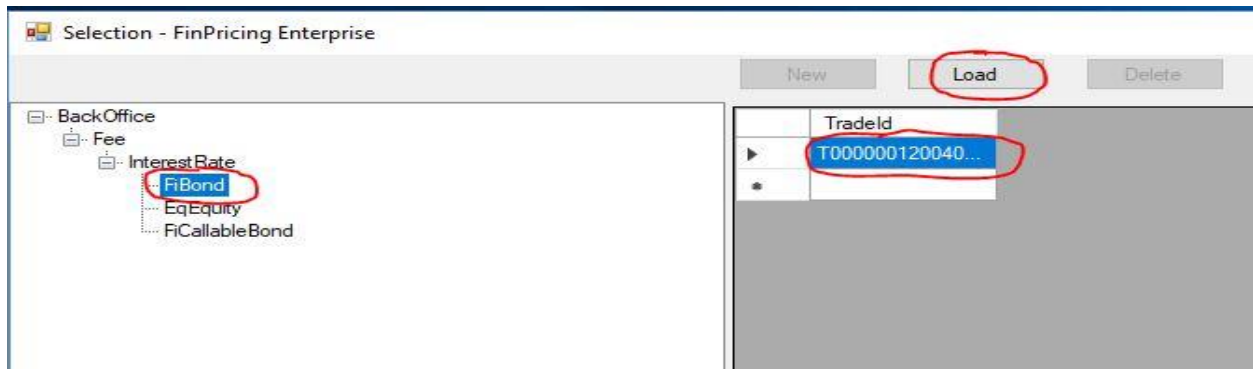 Selection - FinPricing Enterprise
New Load Delete
BackOffice
Fee
InterestRate
FiBond
EqEquity
FiCallableBond
TradeId
T000000120040...